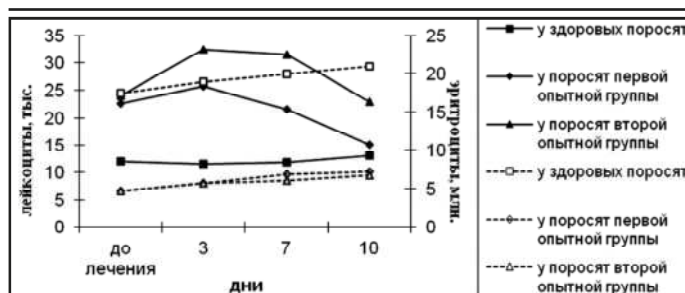 35
30
25
20
15
10
5
0
лейкоциты, тыс.
25
20
15
10
5
0
эритроциты, млн.
до
лечения
3
7
10
дни
у здоровых поросят
у поросят первой
опытной группы
у поросят второй
опытной группы
у здоровых поросят
у поросят первой
опытной группы
у поросят второй
опытной группы